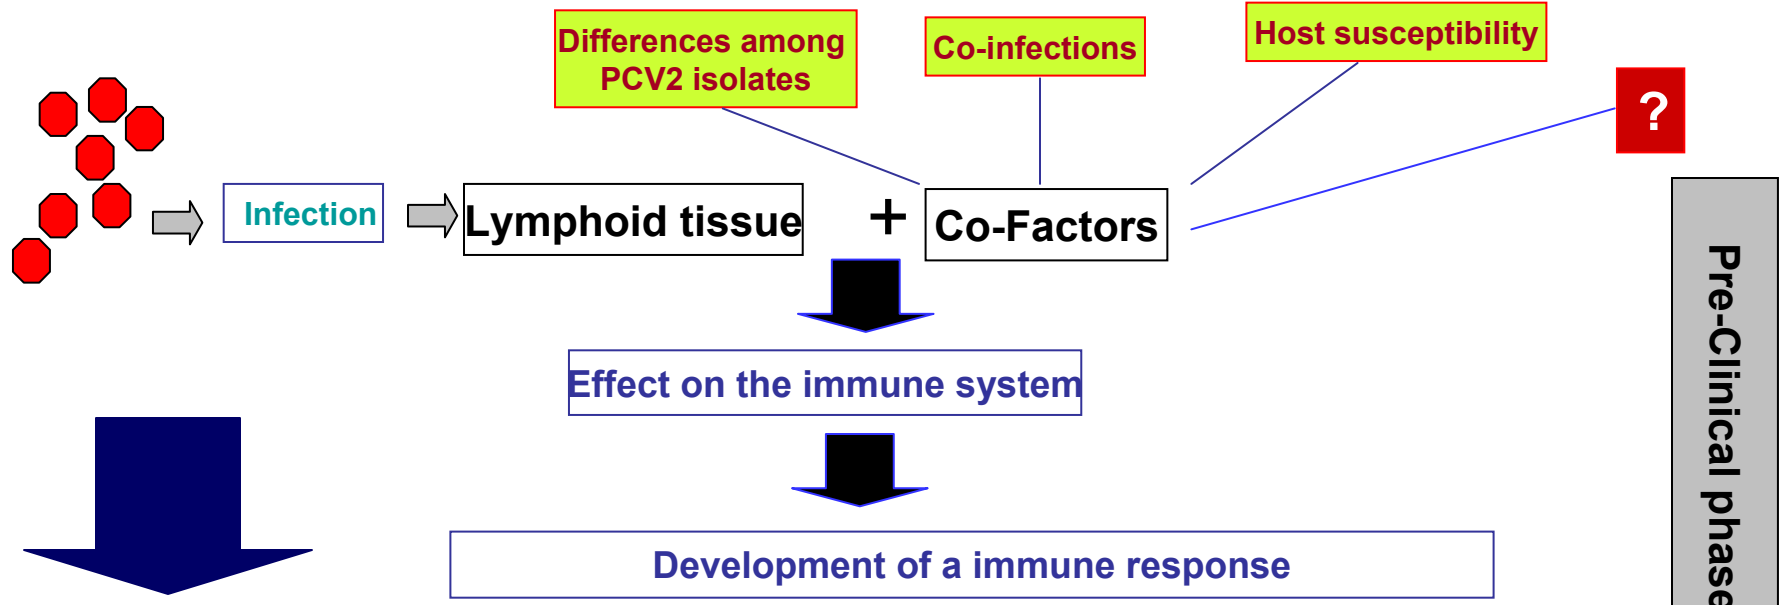 Differences among
PCV2 isolates
Co-infections
Host susceptibility
?
Infection
Lymphoid tissue
+
Co-Factors
Effect on the immune system
Development of a immune response
Pre-Clinical phase